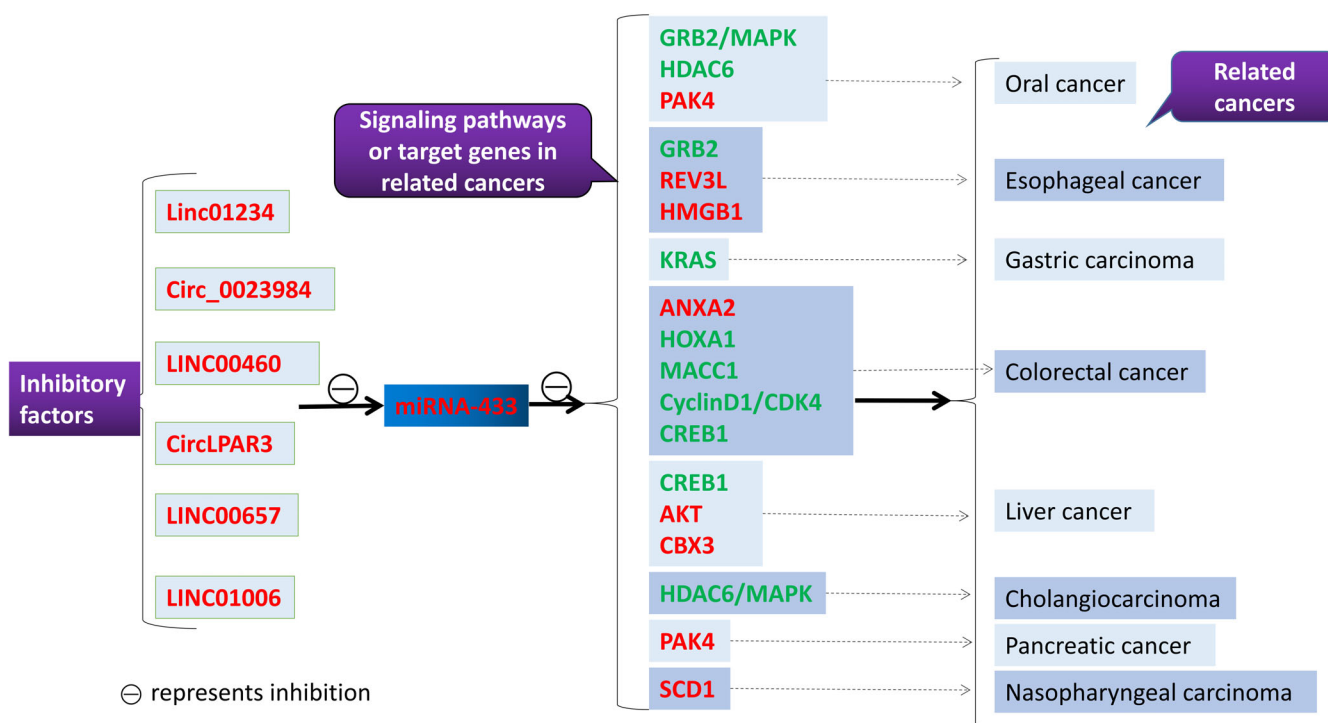 Inhibitory
factors
Linc01234
Circ_0023984
LINC00460
CircLPAR3
LINC00657
LINC01006
miRNA-433
Signaling pathways
or target genes in
related cancers
GRB2/MAPK
HDAC6
PAK4
GRB2
REV3L
HMGB1
KRAS
ANXA2
HOXA1
MACC1
CyclinD1/CDK4
CREB1
CREB1
AKT
CBX3
HDAC6/MAPK
PAK4
SCD1
Related
cancers
Oral cancer
Esophageal cancer
Gastric carcinoma
Colorectal cancer
Liver cancer
Cholangiocarcinoma
Pancreatic cancer
Nasopharyngeal carcinoma
⊖ represents inhibition